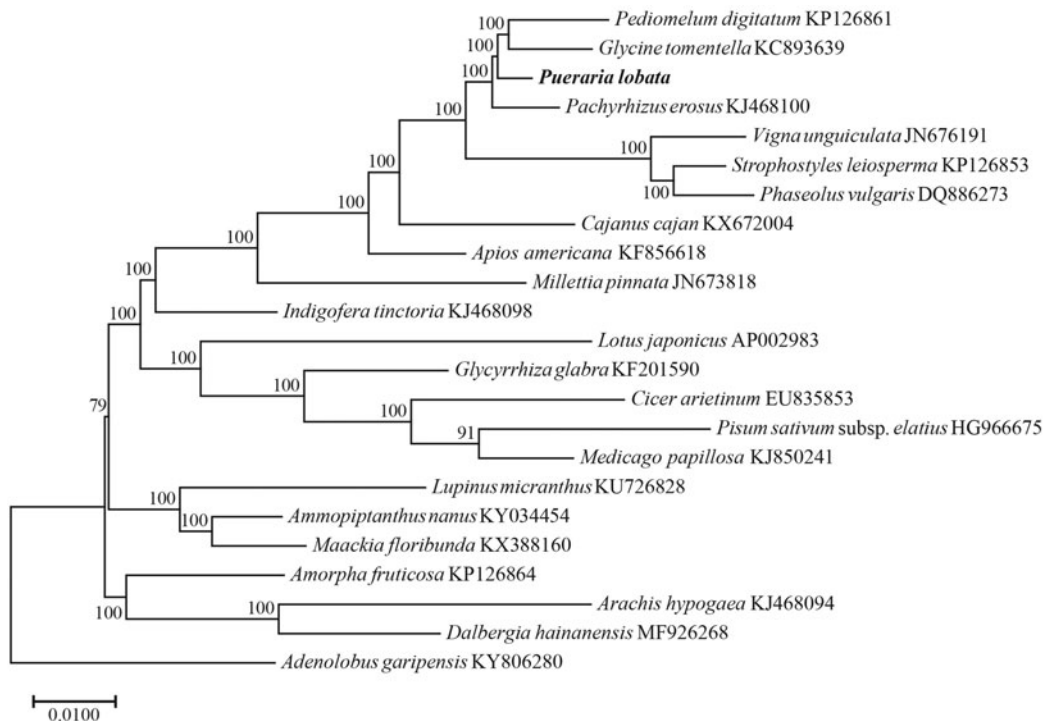 100
Pediomelum digitatum KP126861
100
Glycine tomentella KC893639
100
Pueraria lobata
100
Pachyrhizus erosus KJ468100
100
Vigna unguiculata JN676191
100
Strophostyles leiosperma KP126853
100
Phaseolus vulgaris DQ886273
100
Cajanus cajan KX672004
100
Apios americana KF856618
100
Millettia pinnata JN673818
100
Indigofera tinctoria KJ468098
100
Lotus japonicus AP002983
100
Glycyrrhiza glabra KF201590
100
Cicer arietinum EU835853
100
Pisum sativum subsp. elatius HG966675
91
Medicago papillosa KJ850241
79
Lupinus micranthus KU726828
100
Ammopiptanthus nanus KY034454
100
Maackia floribunda KX388160
Amorpha fruticosa KP126864
100
Arachis hypogaea KJ468094
100
Dalbergia hainanensis MF926268
Adenolobus garipensis KY806280
0.0100